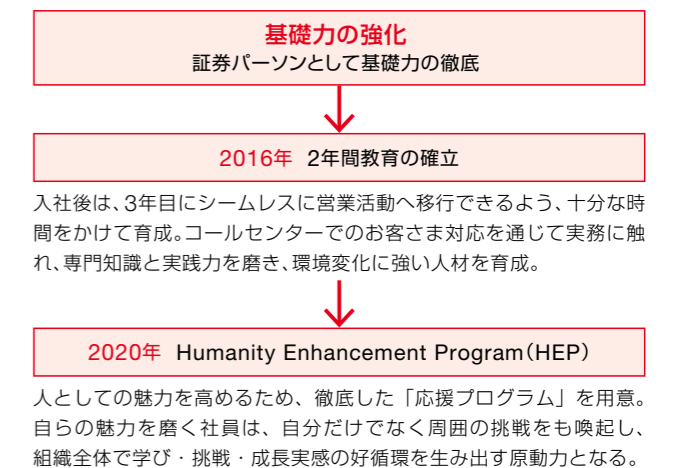 基礎力の強化
証券パーソンとして基礎力の徹底
2016年 2年間教育の確立
入社後は、3年目にシームレスに営業活動へ移行できるよう、十分な時
間をかけて育成。コールセンターでのお客さま対応を通じて実務に触
れ、専門知識と実践力を磨き、環境変化に強い人材を育成。
2020年 Humanity Enhancement Program(HEP)
人としての魅力を高めるため、徹底した「応援プログラム」を用意。
自らの魅力を磨く社員は、自分だけでなく周囲の挑戦をも喚起し、
組織全体で学び・挑戦・成長実感の好循環を生み出す原動力となる。